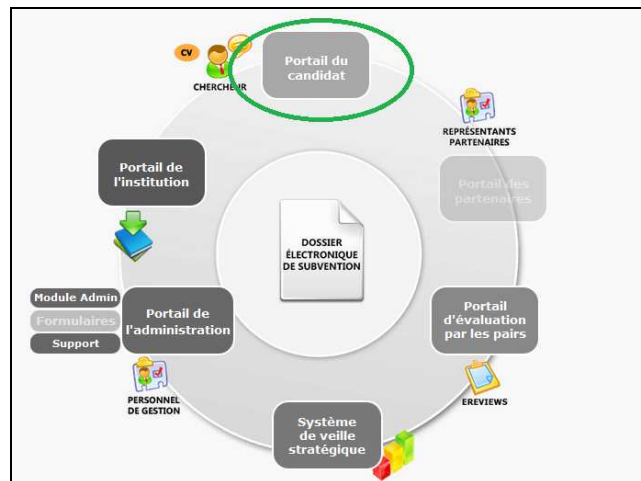 Portail du
candidat
CV
CHERCHEUR
REPRÉSENTANTS
PARTENAIRES
Portail de
l'institution
Portail des
partenaires
DOSSIER
ÉLECTRONIQUE
DE SUBVENTION
Module Admin
Formulaires
Support
Portail de
l'administration
Portail
d'évaluation
par les pairs
PERSONNEL
DE GESTION
EREVIEWS
Système
de veille
stratégique